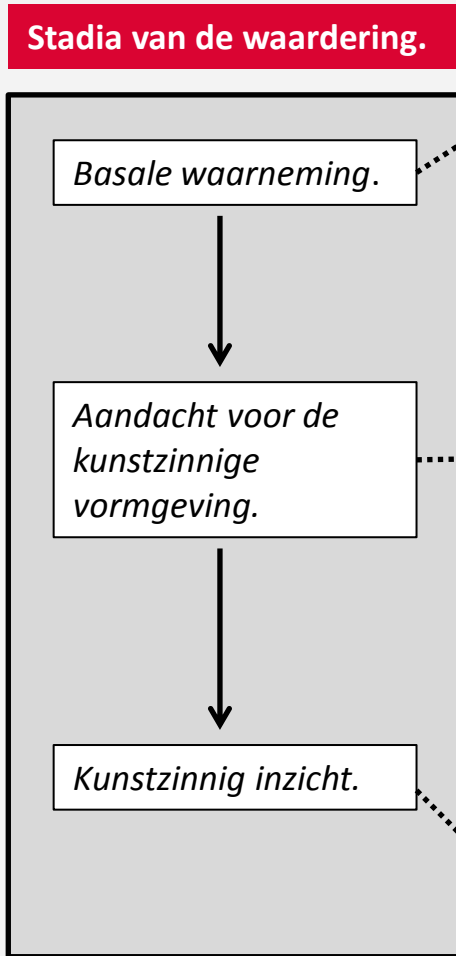 Stadia van de waardering.
Basale waarneming.
Aandacht voor de
kunstzinnige
vormgeving.
Kunstzinnig inzicht.